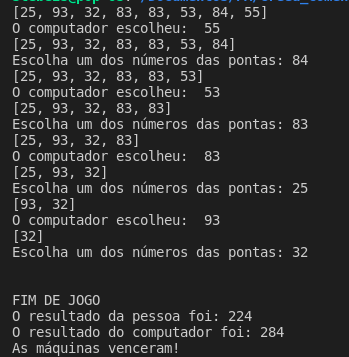 [25, 93, 32, 83, 83, 53, 84, 55]
O computador escolheu:  55
[25, 93, 32, 83, 83, 53, 84]
Escolha um dos números das pontas: 84
[25, 93, 32, 83, 83, 53]
O computador escolheu:  53
[25, 93, 32, 83, 83]
Escolha um dos números das pontas: 83
[25, 93, 32, 83]
O computador escolheu:  83
[25, 93, 32]
Escolha um dos números das pontas: 25
[93, 32]
O computador escolheu:  93
[32]
Escolha um dos números das pontas: 32
FIM DE JOGO
O resultado da pessoa foi: 224
O resultado do computador foi: 284
As máquinas venceram!